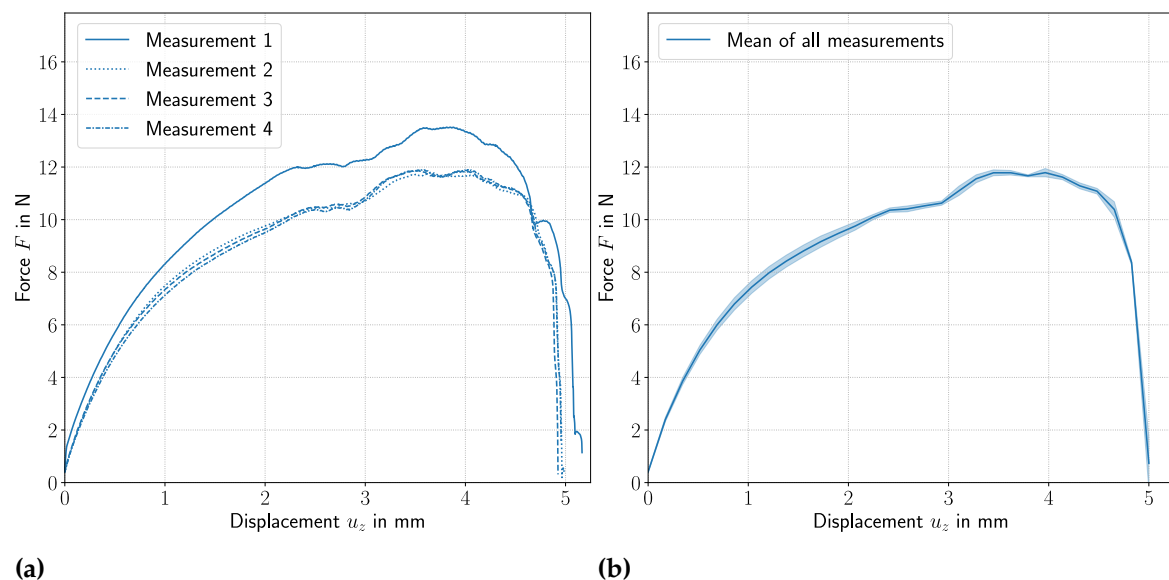 Measurement 1
Measurement 2
Measurement 3
Measurement 4
16
14
12
10
8
6
4
2
0
Force F in N
0 1 2 3 4 5
Displacement u_z in mm
(a)
Mean of all measurements
16
14
12
10
8
6
4
2
0
Force F in N
0 1 2 3 4 5
Displacement u_z in mm
(b)